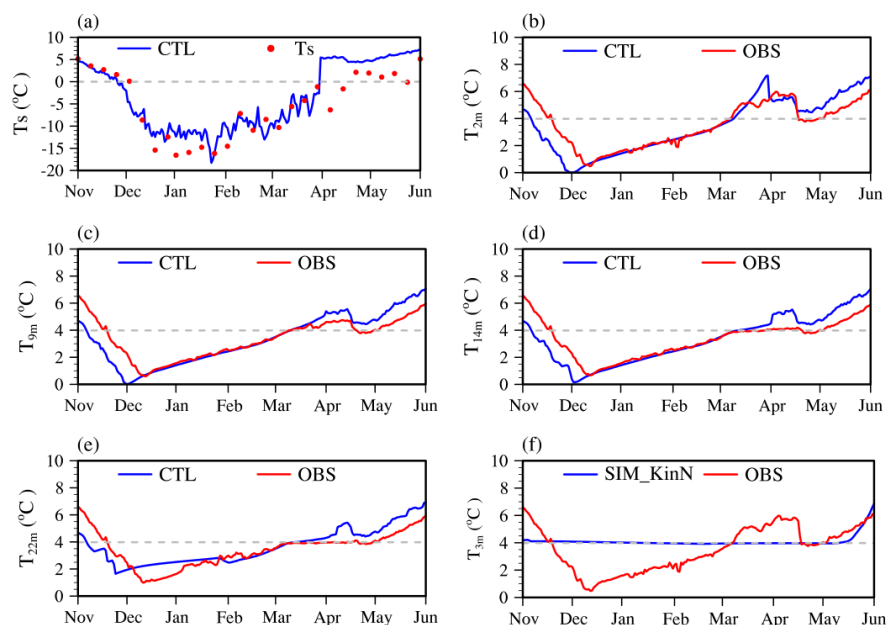 (a)
CTL
Ts
Ts (°C)
10
5
0
-5
-10
-15
-20
Nov Dec Jan Feb Mar Apr May Jun
(b)
CTL
OBS
T2m (°C)
10
8
6
4
2
0
Nov Dec Jan Feb Mar Apr May Jun
(c)
CTL
OBS
T9m (°C)
10
8
6
4
2
0
Nov Dec Jan Feb Mar Apr May Jun
(d)
CTL
OBS
T14m (°C)
10
8
6
4
2
0
Nov Dec Jan Feb Mar Apr May Jun
(e)
CTL
OBS
T22m (°C)
10
8
6
4
2
0
Nov Dec Jan Feb Mar Apr May Jun
(f)
SIM_KinN
OBS
T3m (°C)
10
8
6
4
2
0
Nov Dec Jan Feb Mar Apr May Jun